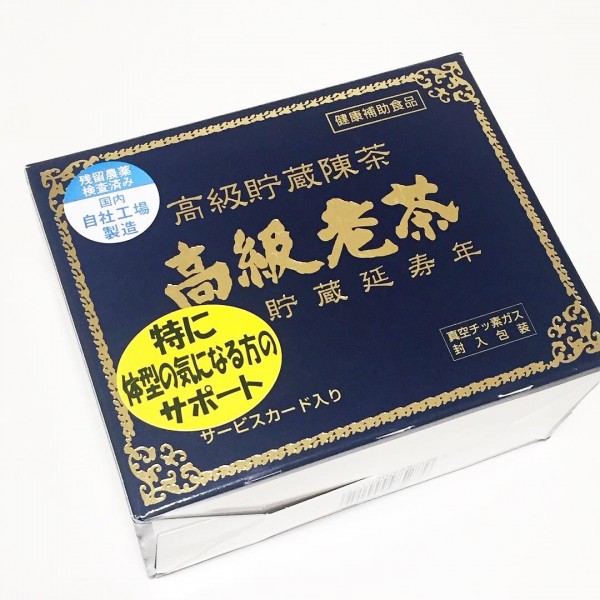 健康補助食品
残留農薬
検査済み
国内
自社工場
製造
高級貯蔵陳茶
高級老茶
貯蔵延寿年
真空チッ素ガス
封入包装
特に
体型の気になる方の
サポート
サービスカード入り